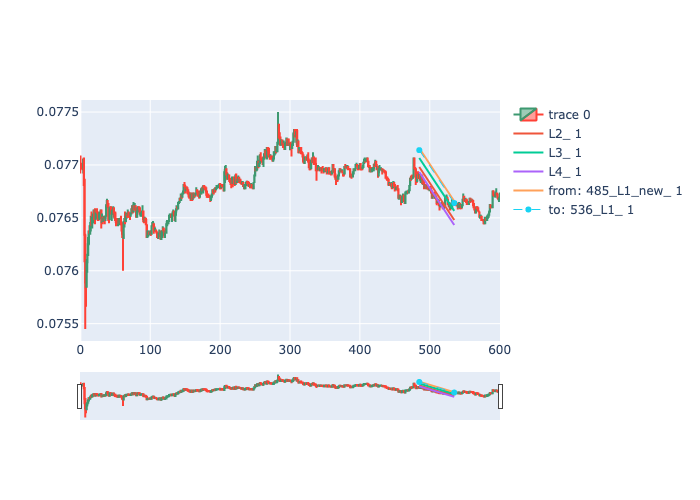 0.0775
0.077
0.0765
0.076
0.0755
0 100 200 300 400 500 600
trace 0
L2_ 1
L3_ 1
L4_ 1
from: 485_L1_new_ 1
to: 536_L1_ 1